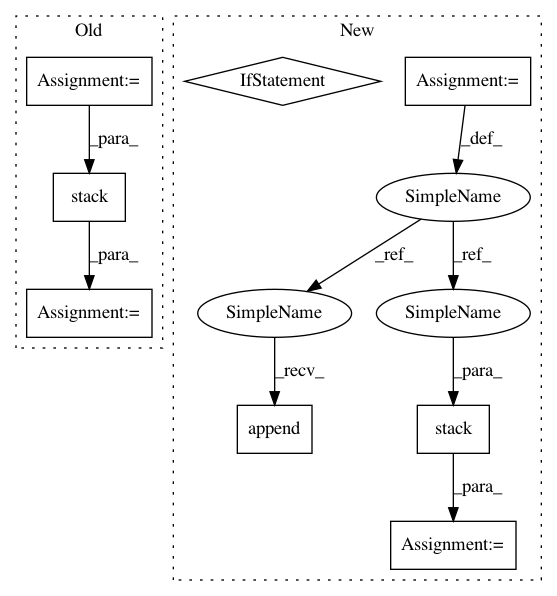 Old
New
Assignment:=
IfStatement
Assignment:=
_para_
_def_
stack
SimpleName
_para_
_ref_
_ref_
Assignment:=
SimpleName
SimpleName
_recv_
_para_
append
stack
_para_
Assignment:=